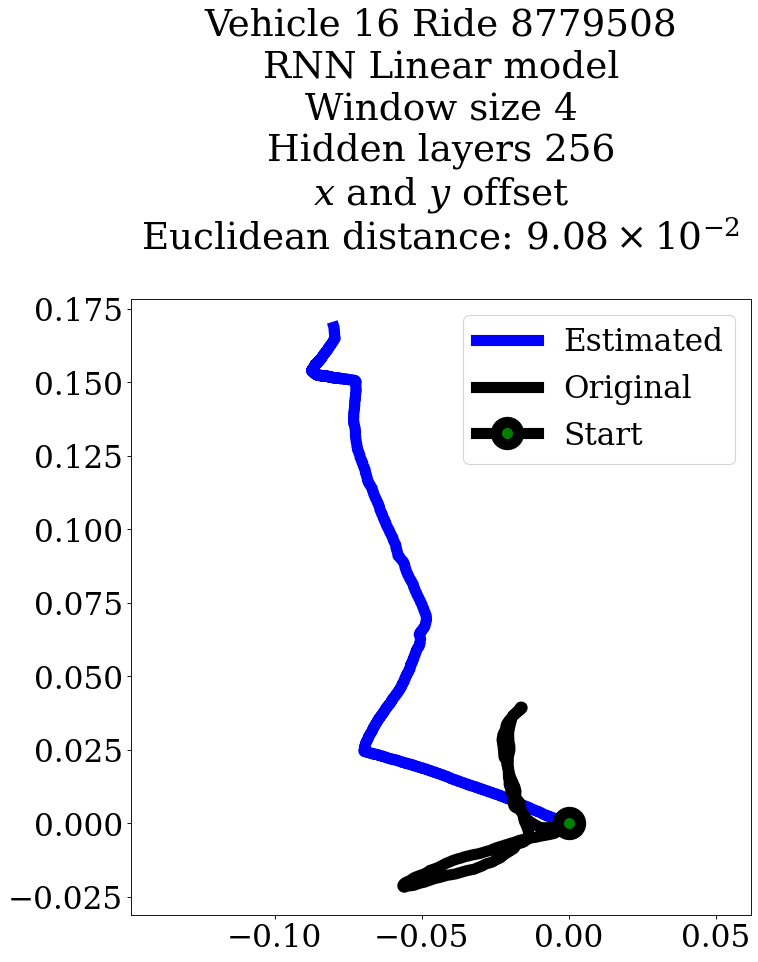 Vehicle 16 Ride 8779508
RNN Linear model
Window size 4
Hidden layers 256
x and y offset
Euclidean distance: 9.08 × 10⁻²
0.175
0.150
0.125
0.100
0.075
0.050
0.025
0.000
−0.025
Estimated
Original
Start
−0.10
−0.05
0.00
0.05